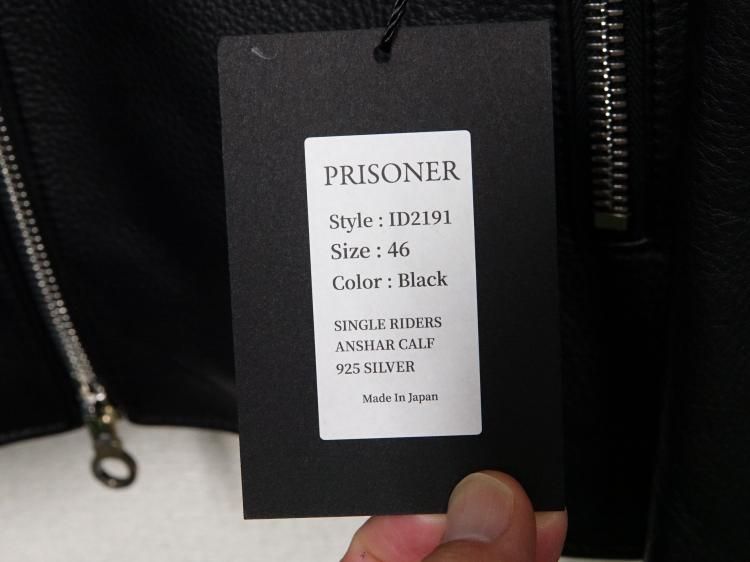 PRISONER
Style : ID2191
Size : 46
Color : Black
SINGLE RIDERS
ANSHAR CALF
925 SILVER
Made In Japan